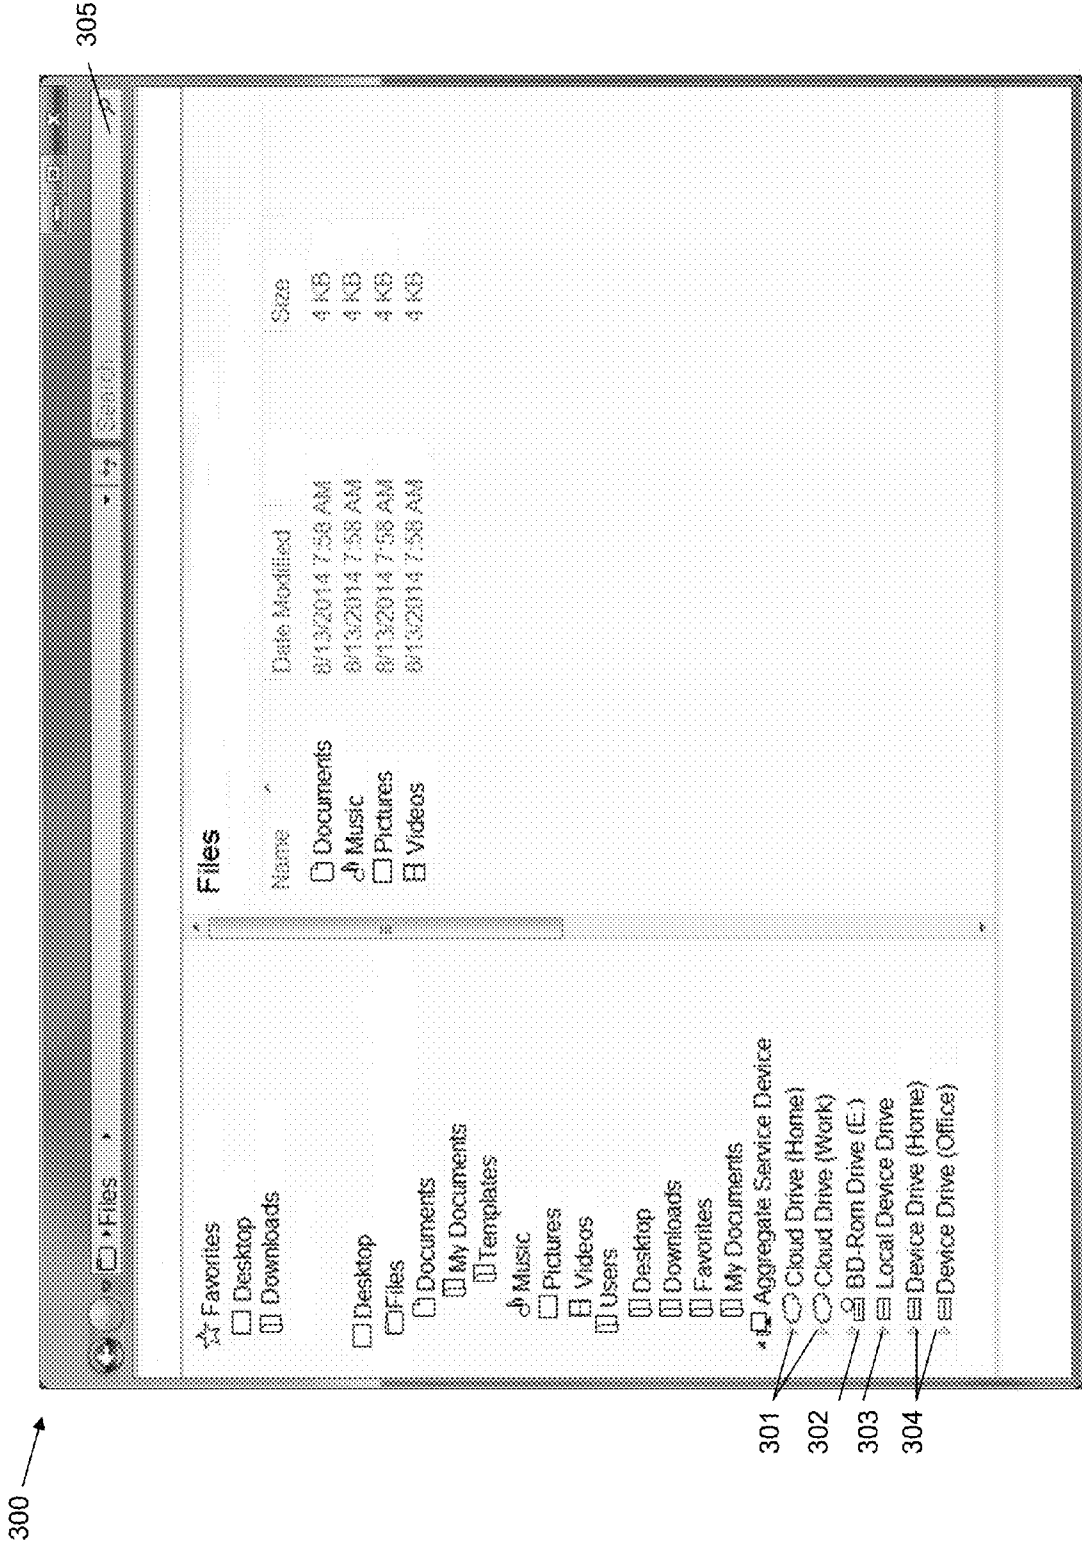 300
305
Files
Favorites
Desktop
Downloads
Desktop
Files
Documents
My Documents
Templates
Music
Pictures
Videos
Users
Desktop
Downloads
Favorites
My Documents
Aggregate Service Device
301
Cloud Drive (Home)
Cloud Drive (Work)
302
BD-Rom Drive (E:)
303
Local Device Drive
304
Device Drive (Home)
Device Drive (Office)
Files
Name Date Modified Size
Documents 8/13/2014 7:58 AM 4 KB
Music 8/13/2014 7:58 AM 4 KB
Pictures 8/13/2014 7:58 AM 4 KB
Videos 8/13/2014 7:58 AM 4 KB